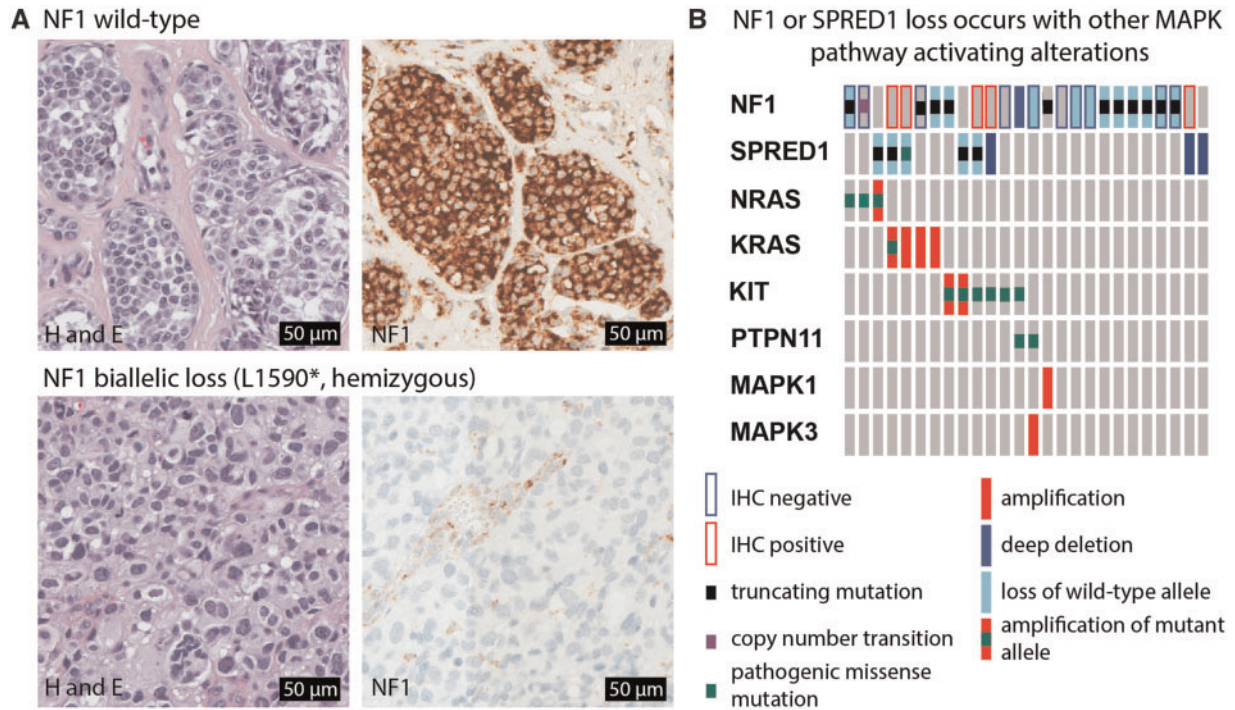 A NF1 wild-type
H and E
50 µm
NF1
50 µm
NF1 biallelic loss (L1590*, hemizygous)
H and E
50 µm
NF1
50 µm
B NF1 or SPRED1 loss occurs with other MAPK
pathway activating alterations
NF1
SPRED1
NRAS
KRAS
KIT
PTPN11
MAPK1
MAPK3
IHC negative
IHC positive
truncating mutation
copy number transition
pathogenic missense
mutation
amplification
deep deletion
loss of wild-type allele
amplification of mutant
allele